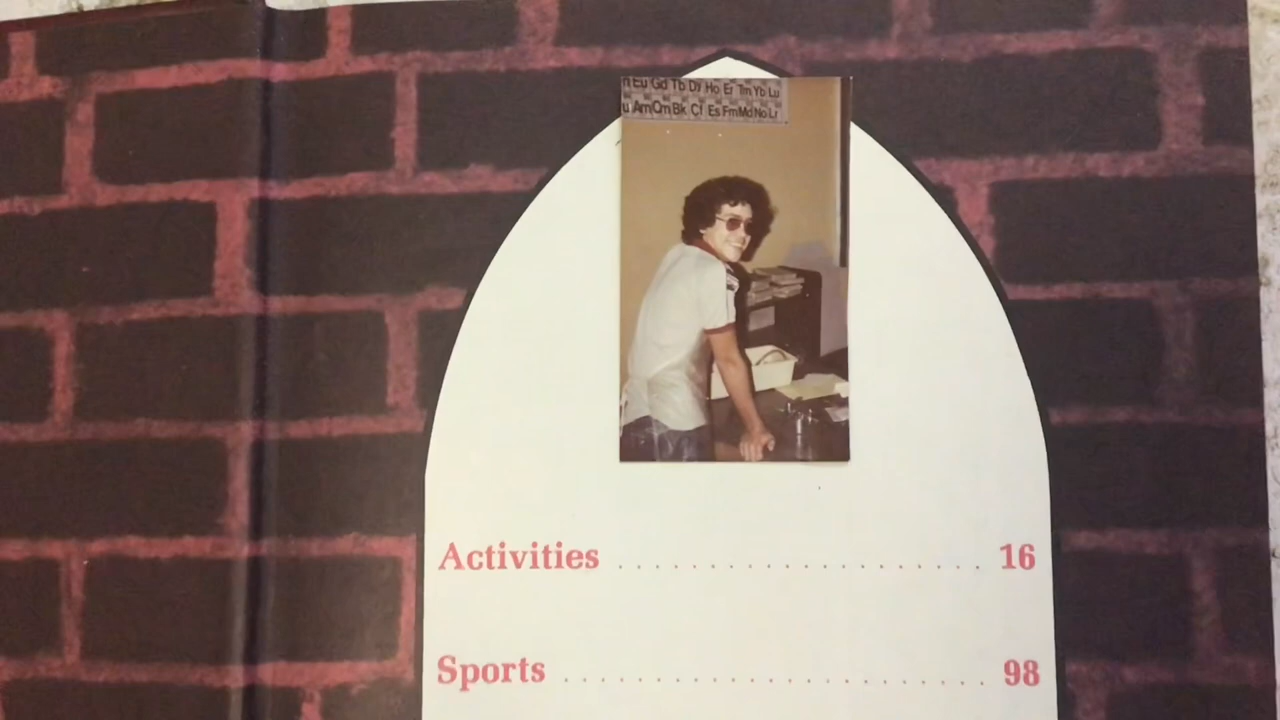 Eu Gd Tb Dy Ho Er Tm Yb Lu
Am Cm Bk Cf Es Fm Md No Lr
Activities .................... 16
Sports ....................... 98